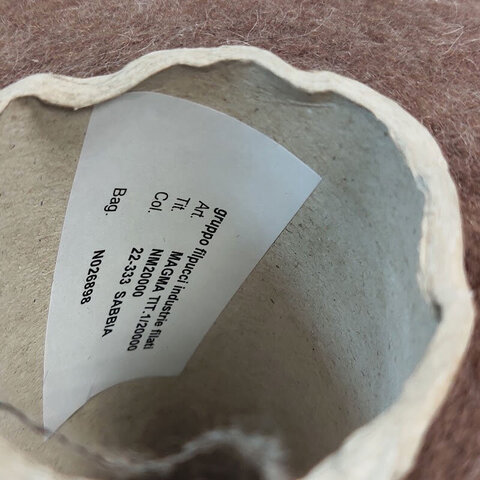 gruppo filpucci industrie filati
Art. MAGMA TIT.1/20000
Tit. NM20000
Col. 22-333 SABBIA
Bag. N026898